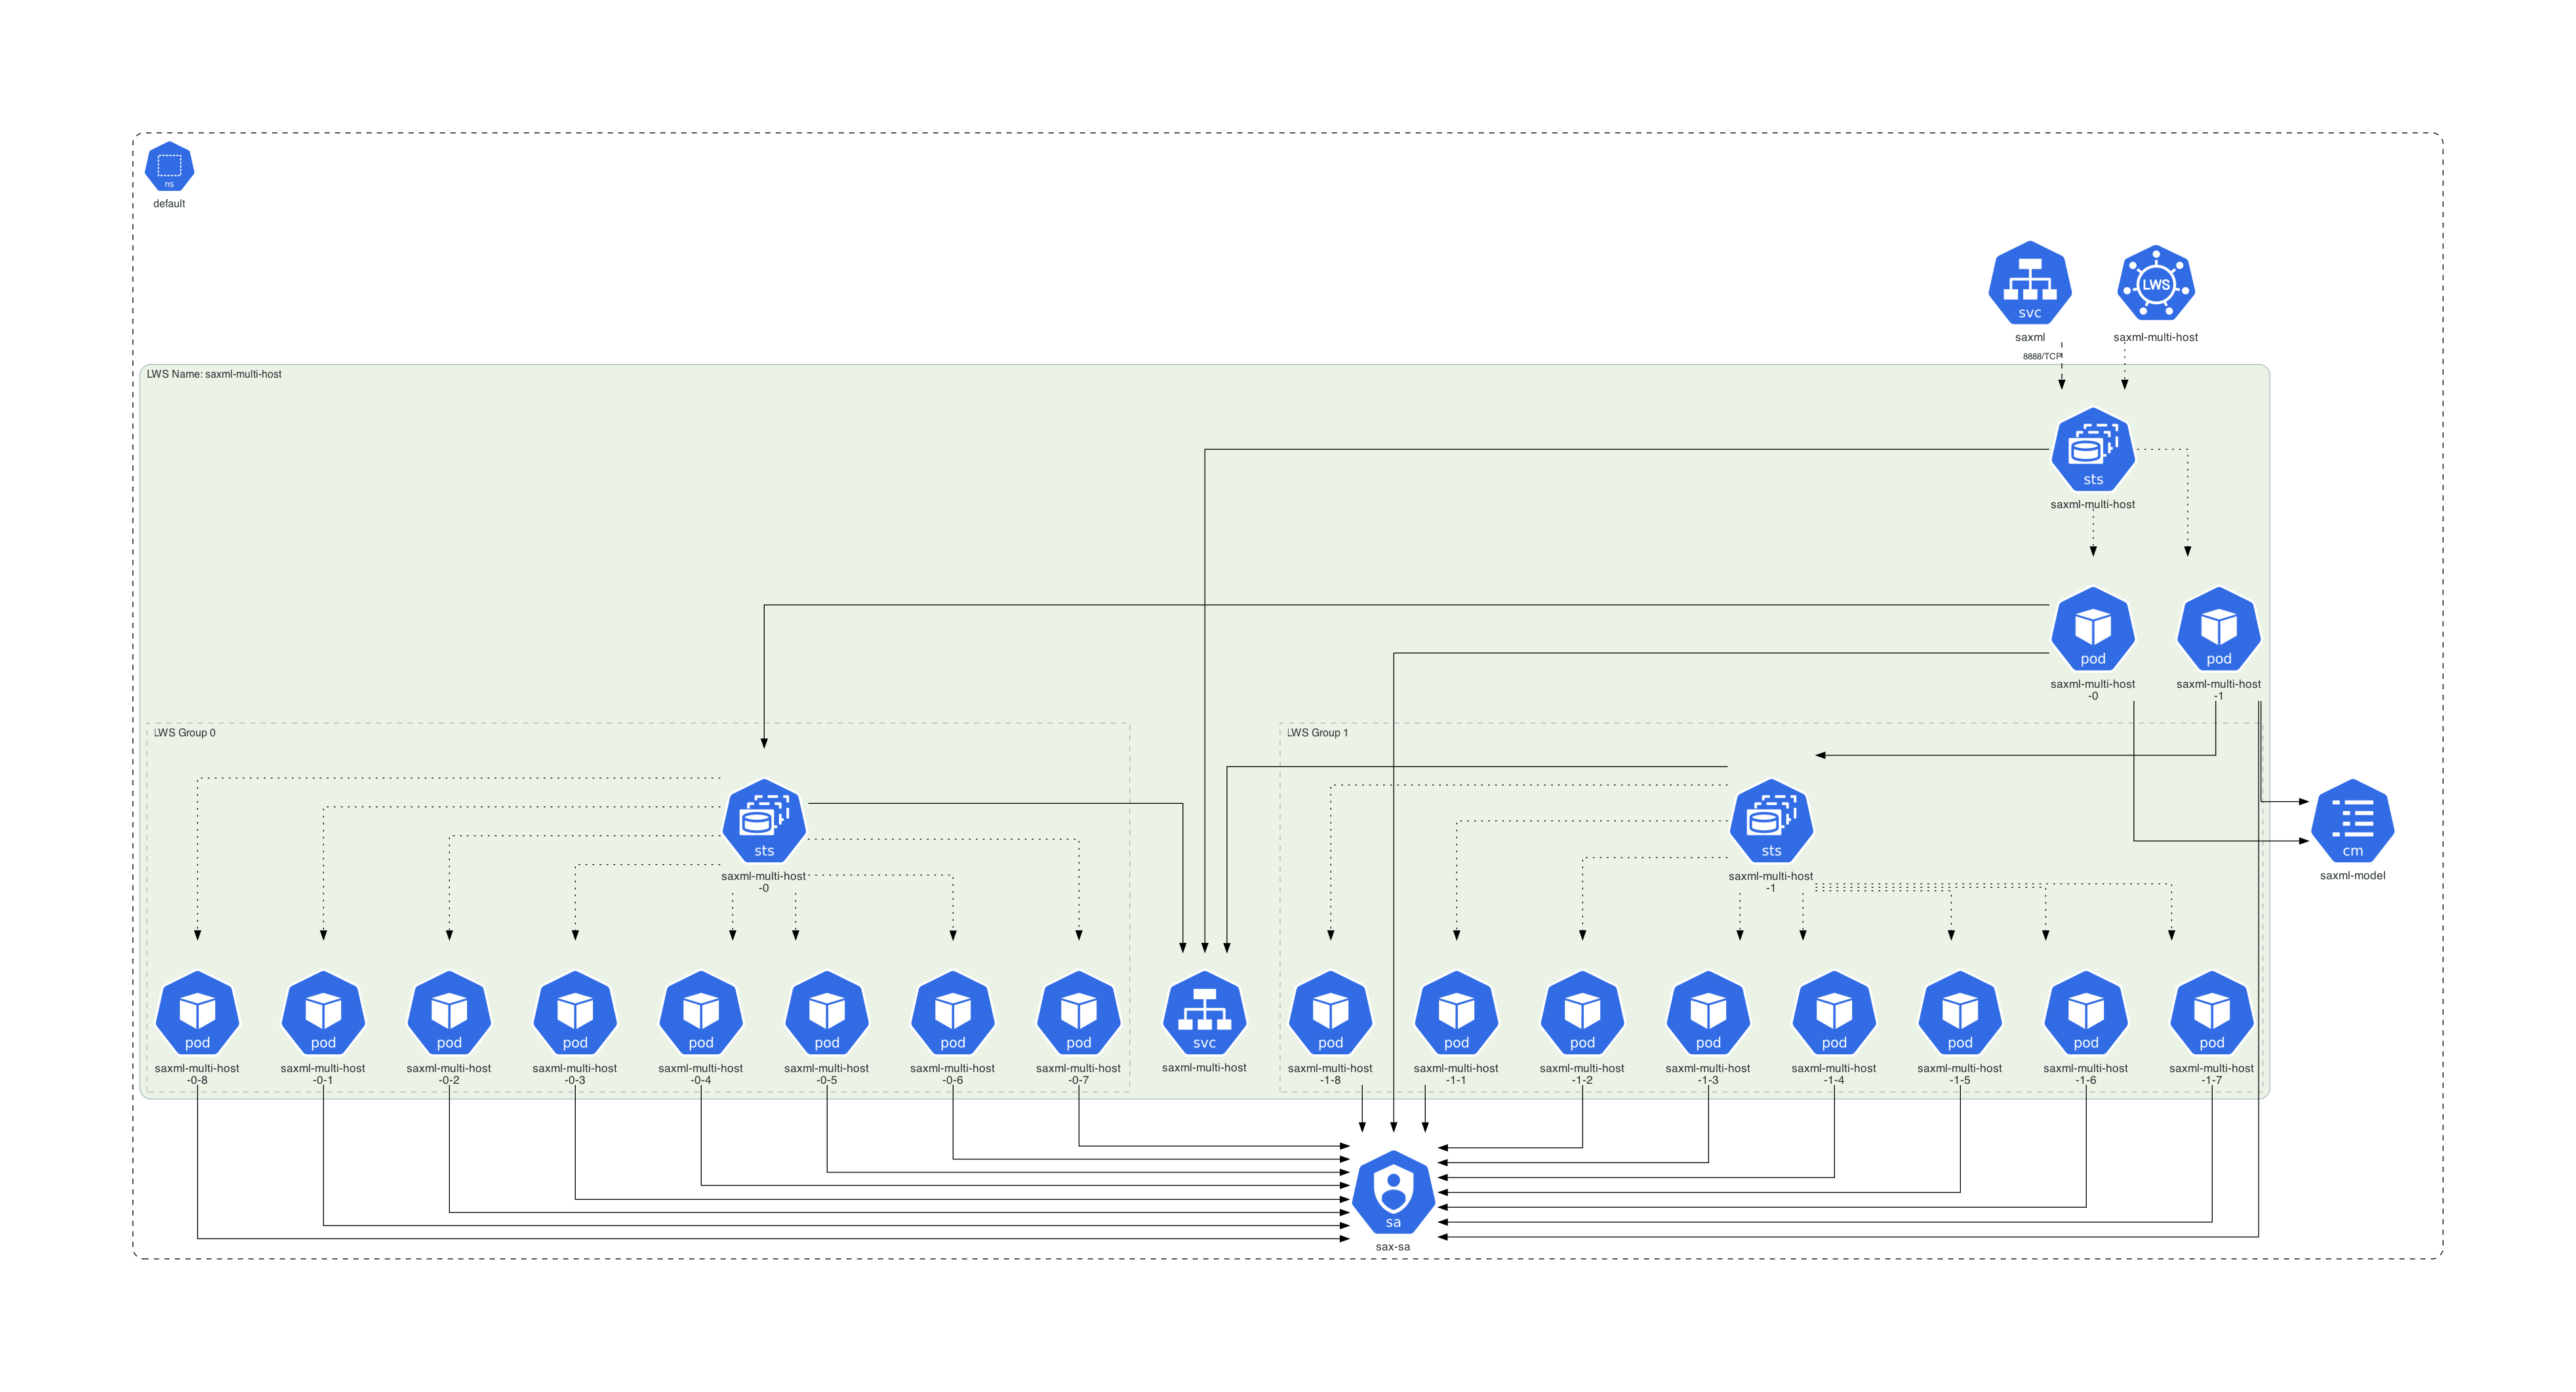 ns
default
svc
saxml
LWS
saxml-multi-host
8888/TCP
LWS Name: saxml-multi-host
sts
saxml-multi-host
pod
saxml-multi-host
-0
pod
saxml-multi-host
-1
LWS Group 0
LWS Group 1
sts
saxml-multi-host
-0
sts
saxml-multi-host
-1
cm
saxml-model
pod
saxml-multi-host
-0-8
pod
saxml-multi-host
-0-1
pod
saxml-multi-host
-0-2
pod
saxml-multi-host
-0-3
pod
saxml-multi-host
-0-4
pod
saxml-multi-host
-0-5
pod
saxml-multi-host
-0-6
pod
saxml-multi-host
-0-7
svc
saxml-multi-host
pod
saxml-multi-host
-1-8
pod
saxml-multi-host
-1-1
pod
saxml-multi-host
-1-2
pod
saxml-multi-host
-1-3
pod
saxml-multi-host
-1-4
pod
saxml-multi-host
-1-5
pod
saxml-multi-host
-1-6
pod
saxml-multi-host
-1-7
sa
sax-sa